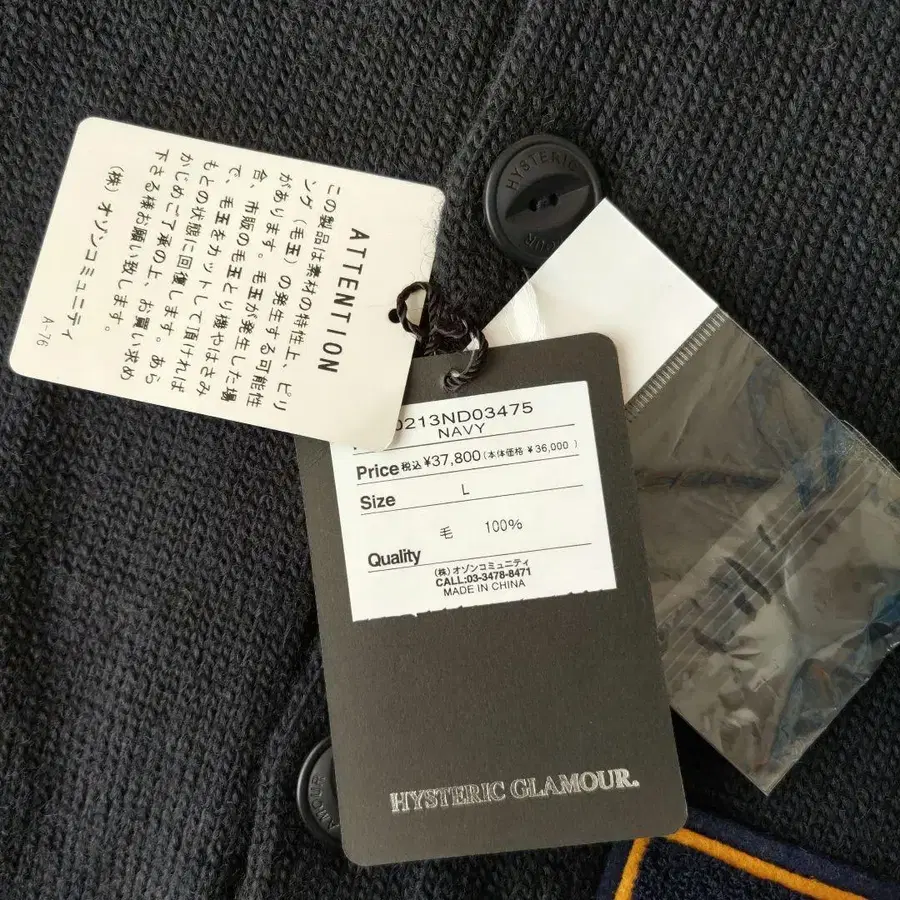 ATTENTION
この製品は素材の特性上、ピリ
ング（毛玉）の発生する可能性
があります。毛玉が発生した場
合、市販の毛玉とり機やはさみ
で、毛玉をカットして頂ければ
もとの状態に回復します。あら
かじめご了承の上、お買い求め
下さる様お願い致します。
（株）オゾンコミュニティ
A-76
HYSTERIC
0213ND03475
NAVY
Price税込¥37,800(本体価格 ¥36,000 )
Size L
毛 100%
Quality
(株)オゾンコミュニティ
CALL:03-3478-8471
MADE IN CHINA
HYSTERIC GLAMOUR.